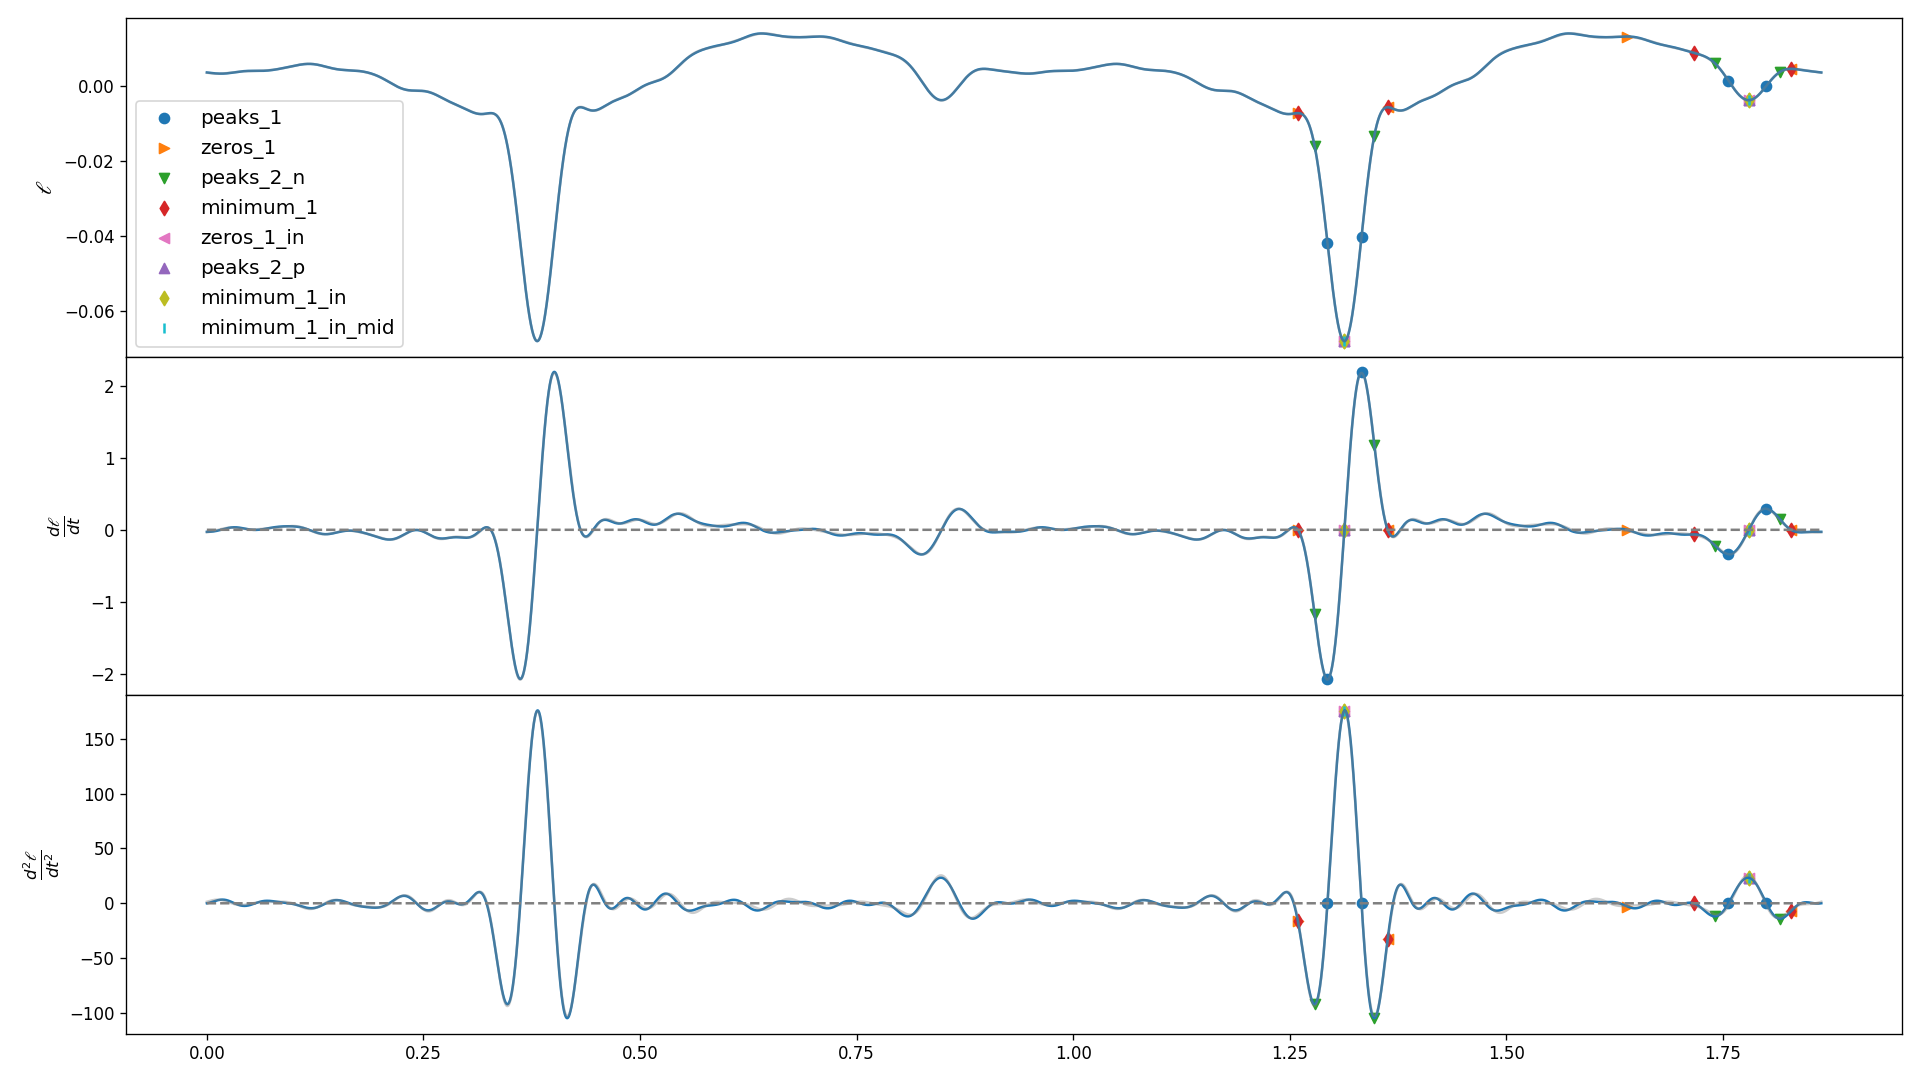 0.00
−0.02
−0.04
−0.06
ℓ
peaks_1
zeros_1
peaks_2_n
minimum_1
zeros_1_in
peaks_2_p
minimum_1_in
minimum_1_in_mid
2
1
0
−1
−2
dℓ/dt
150
100
50
0
−50
−100
d²ℓ/dt²
0.00 0.25 0.50 0.75 1.00 1.25 1.50 1.75